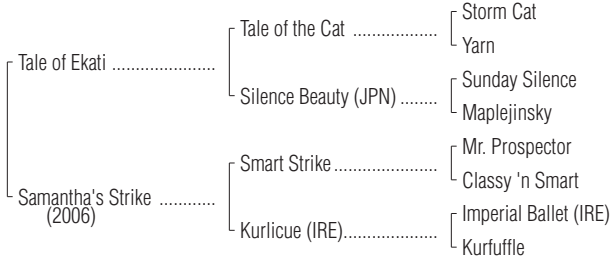 Storm Cat
Tale of the Cat ..................
Yarn
Tale of Ekati ......................
Sunday Silence
Silence Beauty (JPN) ........
Maplejinsky
Mr. Prospector
Smart Strike....................
Classy 'n Smart
Samantha's Strike ............
(2006)
Imperial Ballet (IRE)
Kurlicue (IRE)..................
Kurfuffle